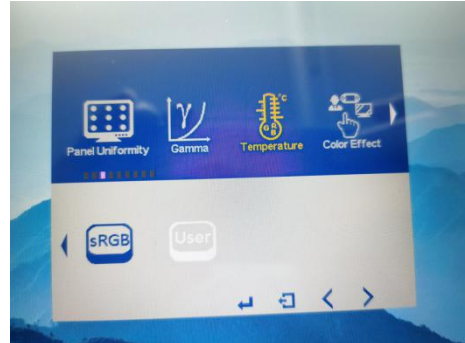 Panel Uniformity
Gamma
°C
G R B
Temperature
Color Effect
sRGB
User